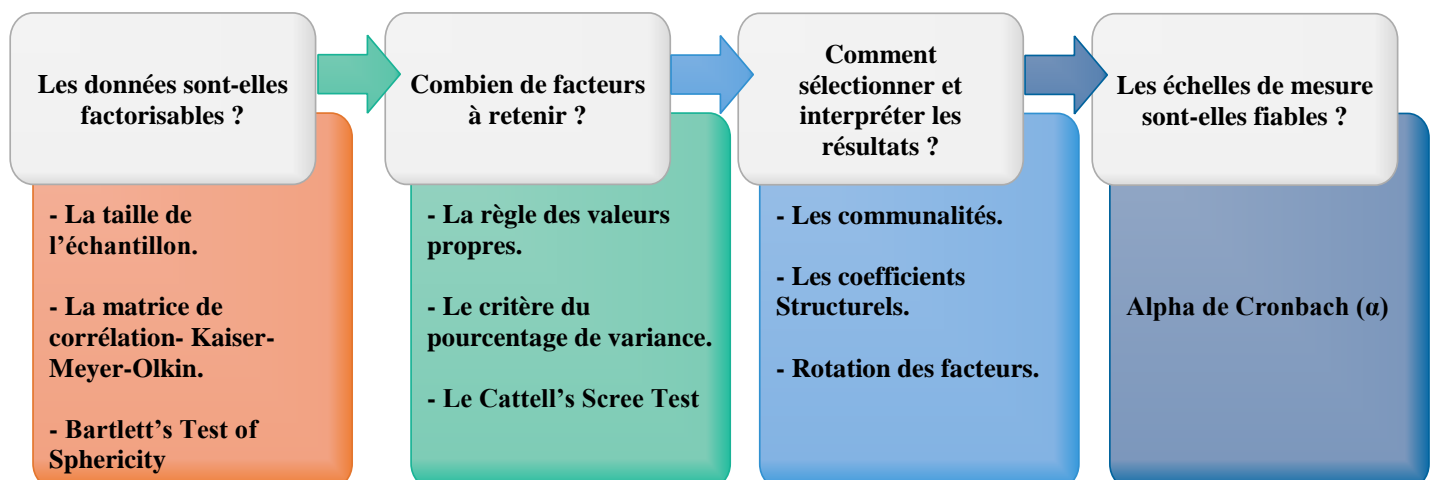 Les données sont-elles
factorisables ?
- La taille de
l’échantillon.
- La matrice de
corrélation- Kaiser-
Meyer-Olkin.
- Bartlett’s Test of
Sphericity
Combien de facteurs
à retenir ?
- La règle des valeurs
propres.
- Le critère du
pourcentage de variance.
- Le Cattell’s Scree Test
Comment
sélectionner et
interpréter les
résultats ?
- Les communalités.
- Les coefficients
Structurels.
- Rotation des facteurs.
Les échelles de mesure
sont-elles fiables ?
Alpha de Cronbach (α)